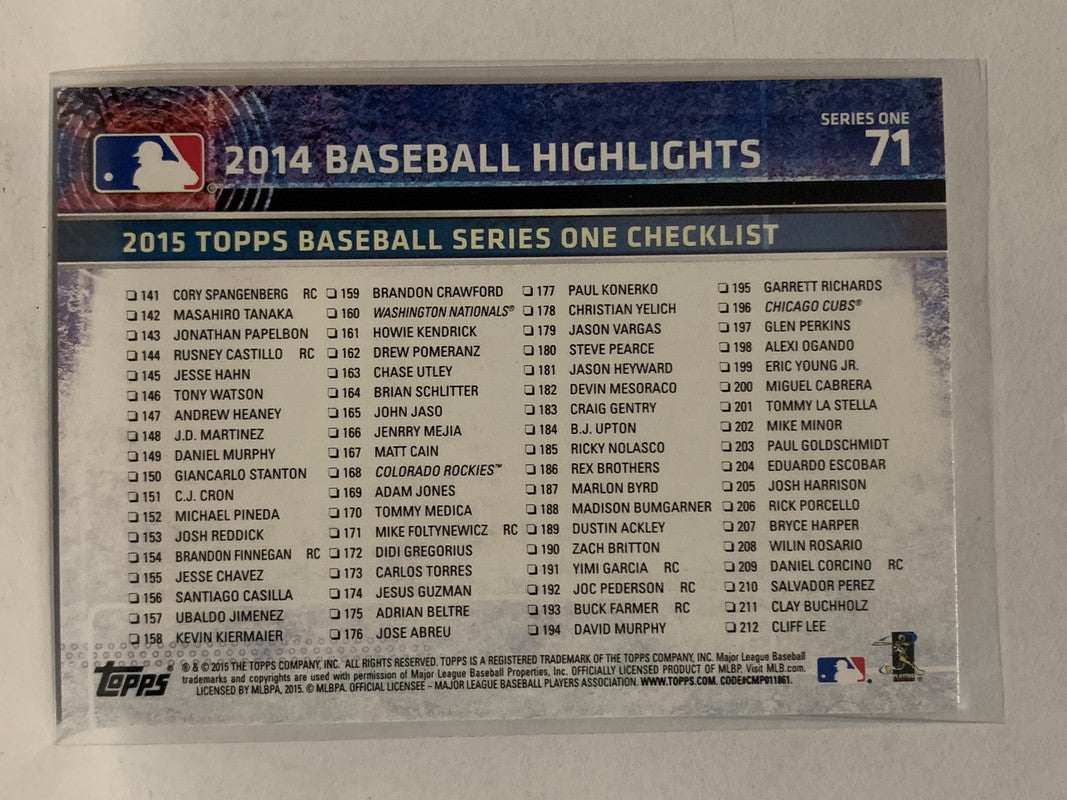 SERIES ONE
71
2014 BASEBALL HIGHLIGHTS
2015 TOPPS BASEBALL SERIES ONE CHECKLIST
141 CORY SPANGENBERG RC
142 MASAHIRO TANAKA
143 JONATHAN PAPELBON
144 RUSNEY CASTILLO RC
145 JESSE HAHN
146 TONY WATSON
147 ANDREW HEANEY
148 J.D. MARTINEZ
149 DANIEL MURPHY
150 GIANCARLO STANTON
151 C.J. CRON
152 MICHAEL PINEDA
153 JOSH REDDICK
154 BRANDON FINNEGAN RC
155 JESSE CHAVEZ
156 SANTIAGO CASILLA
157 UBALDO JIMENEZ
158 KEVIN KIERMAIER
159 BRANDON CRAWFORD
160 WASHINGTON NATIONALS®
161 HOWIE KENDRICK
162 DREW POMERANZ
163 CHASE UTLEY
164 BRIAN SCHLITTER
165 JOHN JASO
166 JENRRY MEJIA
167 MATT CAIN
168 COLORADO ROCKIES™
169 ADAM JONES
170 TOMMY MEDICA
171 MIKE FOLTYNEWICZ RC
172 DIDI GREGORIUS
173 CARLOS TORRES
174 JESUS GUZMAN
175 ADRIAN BELTRE
176 JOSE ABREU
177 PAUL KONERKO
178 CHRISTIAN YELICH
179 JASON VARGAS
180 STEVE PEARCE
181 JASON HEYWARD
182 DEVIN MESORACO
183 CRAIG GENTRY
184 B.J. UPTON
185 RICKY NOLASCO
186 REX BROTHERS
187 MARLON BYRD
188 MADISON BUMGARNER
189 DUSTIN ACKLEY
190 ZACH BRITTON
191 YIMI GARCIA RC
192 JOC PEDERSON RC
193 BUCK FARMER RC
194 DAVID MURPHY
195 GARRETT RICHARDS
196 CHICAGO CUBS®
197 GLEN PERKINS
198 ALEXI OGANDO
199 ERIC YOUNG JR.
200 MIGUEL CABRERA
201 TOMMY LA STELLA
202 MIKE MINOR
203 PAUL GOLDSCHMIDT
204 EDUARDO ESCOBAR
205 JOSH HARRISON
206 RICK PORCELLO
207 BRYCE HARPER
208 WILIN ROSARIO
209 DANIEL CORCINO RC
210 SALVADOR PEREZ
211 CLAY BUCHHOLZ
212 CLIFF LEE
TOPPS ® ® & © 2015 THE TOPPS COMPANY, INC. ALL RIGHTS RESERVED. TOPPS IS A REGISTERED TRADEMARK OF THE TOPPS COMPANY, INC. Major League Baseball
trademarks and copyrights are used with permission of Major League Baseball Properties, Inc. OFFICIALLY LICENSED PRODUCT OF MLBP. Visit MLB.com.
LICENSED BY MLBPA, 2015. © MLBPA. OFFICIAL LICENSEE – MAJOR LEAGUE BASEBALL PLAYERS ASSOCIATION. WWW.TOPPS.COM. CODE#CMP011861.